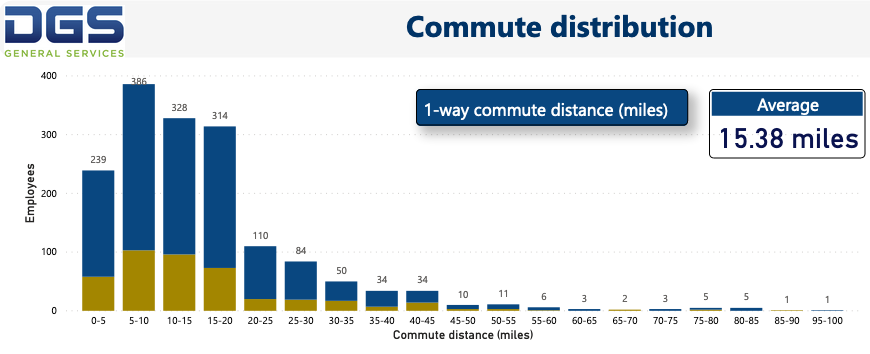 DGS
GENERAL SERVICES
Commute distribution
1-way commute distance (miles)
Average
15.38 miles
Employees
400
300
200
100
0
239
386
328
314
110
84
50
34
34
10
11
6
3
2
3
5
5
1
1
0-5 5-10 10-15 15-20 20-25 25-30 30-35 35-40 40-45 45-50 50-55 55-60 60-65 65-70 70-75 75-80 80-85 85-90 95-100
Commute distance (miles)